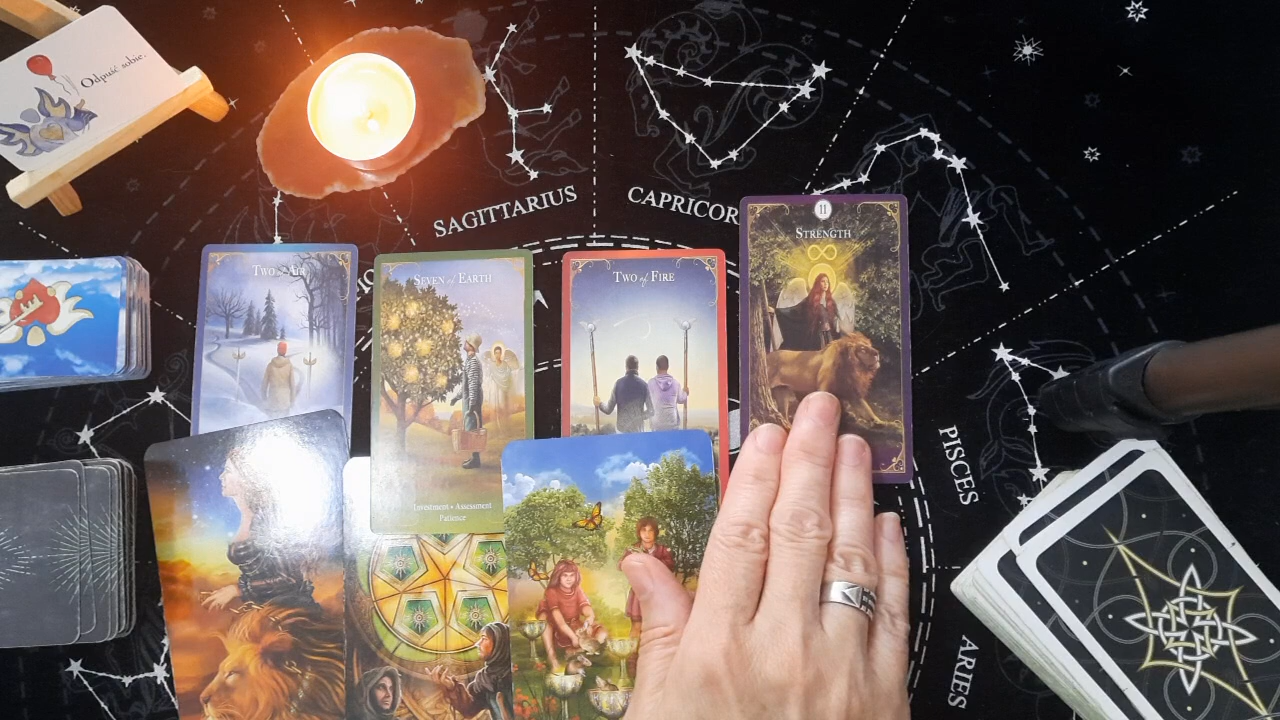 Odpuść sobie.
SAGITTARIUS
CAPRICOR
TWO of AIR
SEVEN of EARTH
TWO of FIRE
11
STRENGTH
Investment • Assessment
Patience
PISCES
ARIES